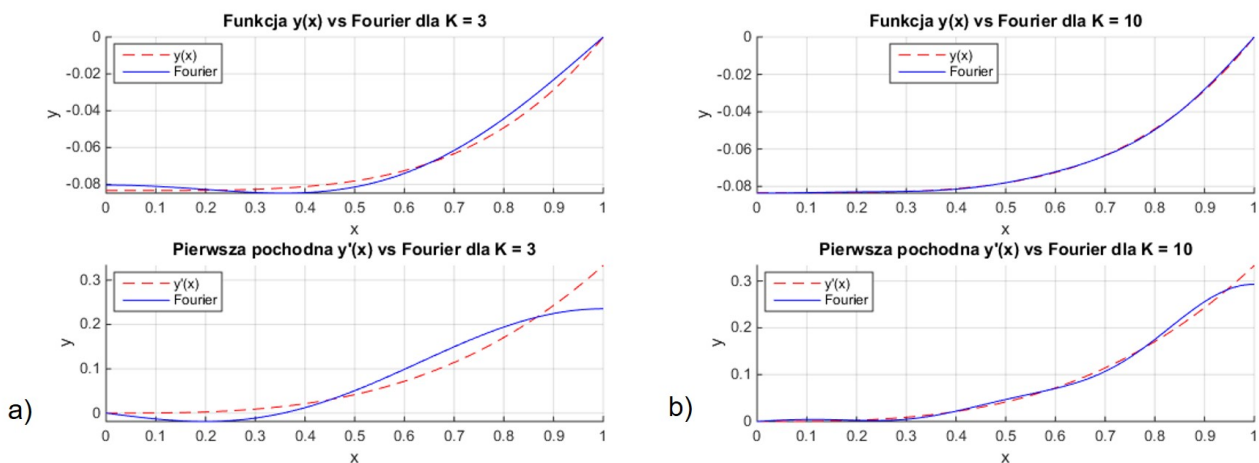 Funkcja y(x) vs Fourier dla K = 3
0
-0.02
-0.04
-0.06
-0.08
y
y(x)
Fourier
0 0.1 0.2 0.3 0.4 0.5 0.6 0.7 0.8 0.9 1
x
Pierwsza pochodna y'(x) vs Fourier dla K = 3
0.3
0.2
0.1
0
y
y'(x)
Fourier
0 0.1 0.2 0.3 0.4 0.5 0.6 0.7 0.8 0.9 1
x
a)
Funkcja y(x) vs Fourier dla K = 10
0
-0.02
-0.04
-0.06
-0.08
y
y(x)
Fourier
0 0.1 0.2 0.3 0.4 0.5 0.6 0.7 0.8 0.9 1
x
Pierwsza pochodna y'(x) vs Fourier dla K = 10
0.3
0.2
0.1
0
y
y'(x)
Fourier
0 0.1 0.2 0.3 0.4 0.5 0.6 0.7 0.8 0.9 1
x
b)